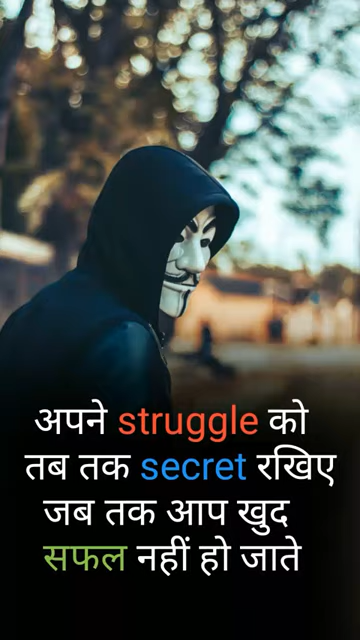 अपने struggle को
तब तक secret रखिए
जब तक आप खुद
सफल नहीं हो जाते